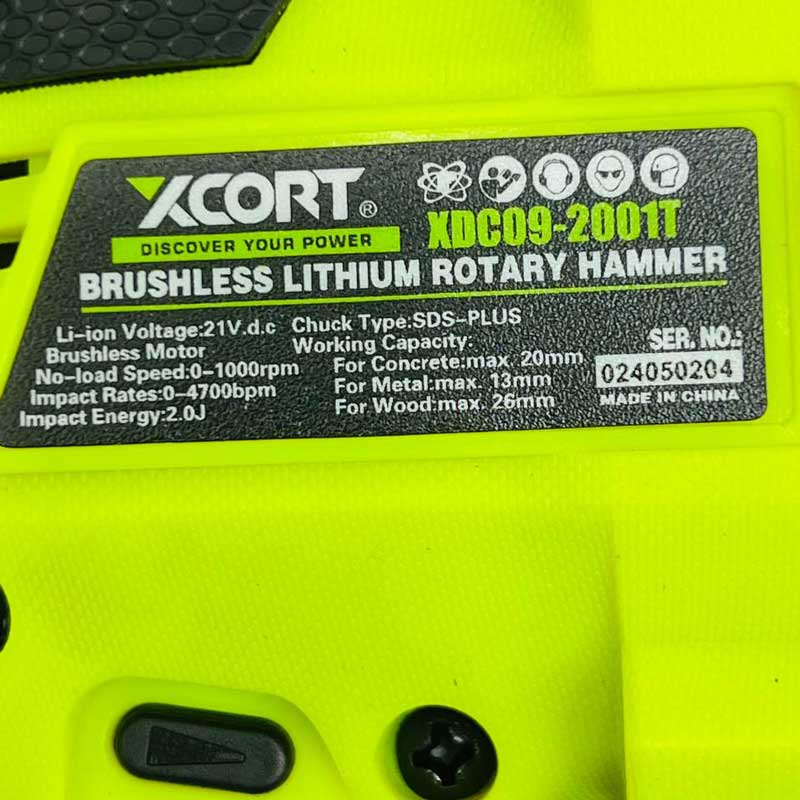 XCORT®
DISCOVER YOUR POWER
XDC09-2001T
BRUSHLESS LITHIUM ROTARY HAMMER
Li-ion Voltage:21V.d.c
Brushless Motor
No-load Speed:0-1000rpm
Impact Rates:0-4700bpm
Impact Energy:2.0J
Chuck Type:SDS-PLUS
Working Capacity:
For Concrete:max. 20mm
For Metal:max. 13mm
For Wood:max. 26mm
SER. NO.:
024050204
MADE IN CHINA